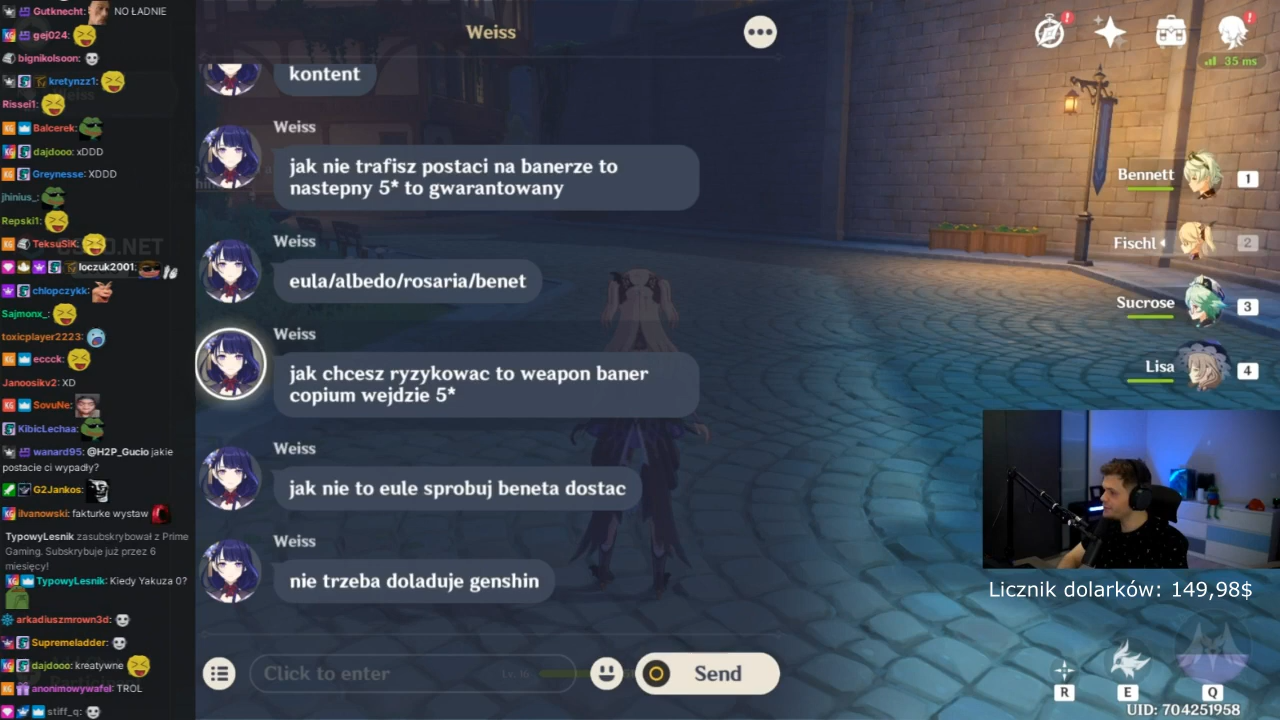 Gutknecht: NO ŁADNIE
gej024:
bignikolsoon:
kretynzz1:
Rissei1:
Balcerek:
dajdooo: xDDD
Greynesse: XDDD
jhinius_:
Repski1:
TeksuSIK:
loczuk2001:
chlopczykk:
Sajmonx_:
toxicplayer2223:
eccck:
Janoosikv2: XD
SovuNe:
KibicLechaa:
wanard95: @H2P_Gucio jakie
postacie ci wypadły?
G2Jankos:
ilvanowski: fakturke wystaw
TypowyLesnik zasubskrybował z Prime
Gaming. Subskrybuje już przez 6
miesięcy!
TypowyLesnik: Kiedy Yakuza 0?
arkadiuszmrown3d:
Supremeladder:
dajdooo: kreatywne
anonimowywafel: TROL
stiff_q:
Weiss
kontent
Weiss
jak nie trafisz postaci na banerze to
nastepny 5* to gwarantowany
Weiss
eula/albedo/rosaria/benet
Weiss
jak chcesz ryzykowac to weapon baner
copium wejdzie 5*
Weiss
jak nie to eule sprobuj beneta dostac
Weiss
nie trzeba doladuje genshin
Click to enter
Lv.16
Send
35 ms
Bennett 1
Fischl 2
Sucrose 3
Lisa 4
Licznik dolarków: 149,98$
R
E
Q
UID: 704251958